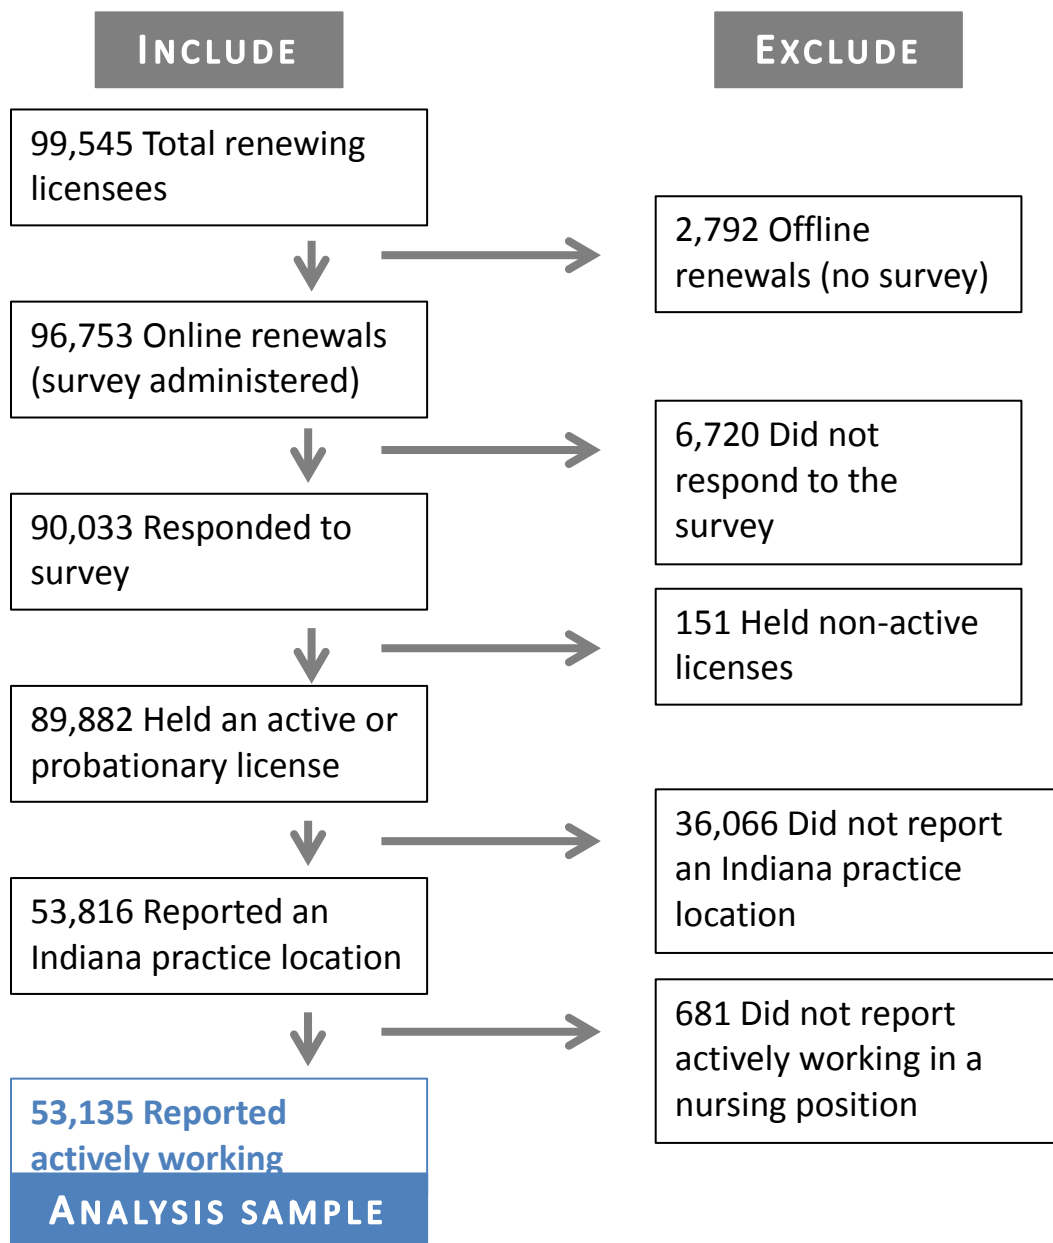 INCLUDE
EXCLUDE
99,545 Total renewing
licensees
2,792 Offline
renewals (no survey)
96,753 Online renewals
(survey administered)
6,720 Did not
respond to the
survey
90,033 Responded to
survey
151 Held non-active
licenses
89,882 Held an active or
probationary license
36,066 Did not report
an Indiana practice
location
53,816 Reported an
Indiana practice location
681 Did not report
actively working in a
nursing position
53,135 Reported
actively working
ANALYSIS SAMPLE